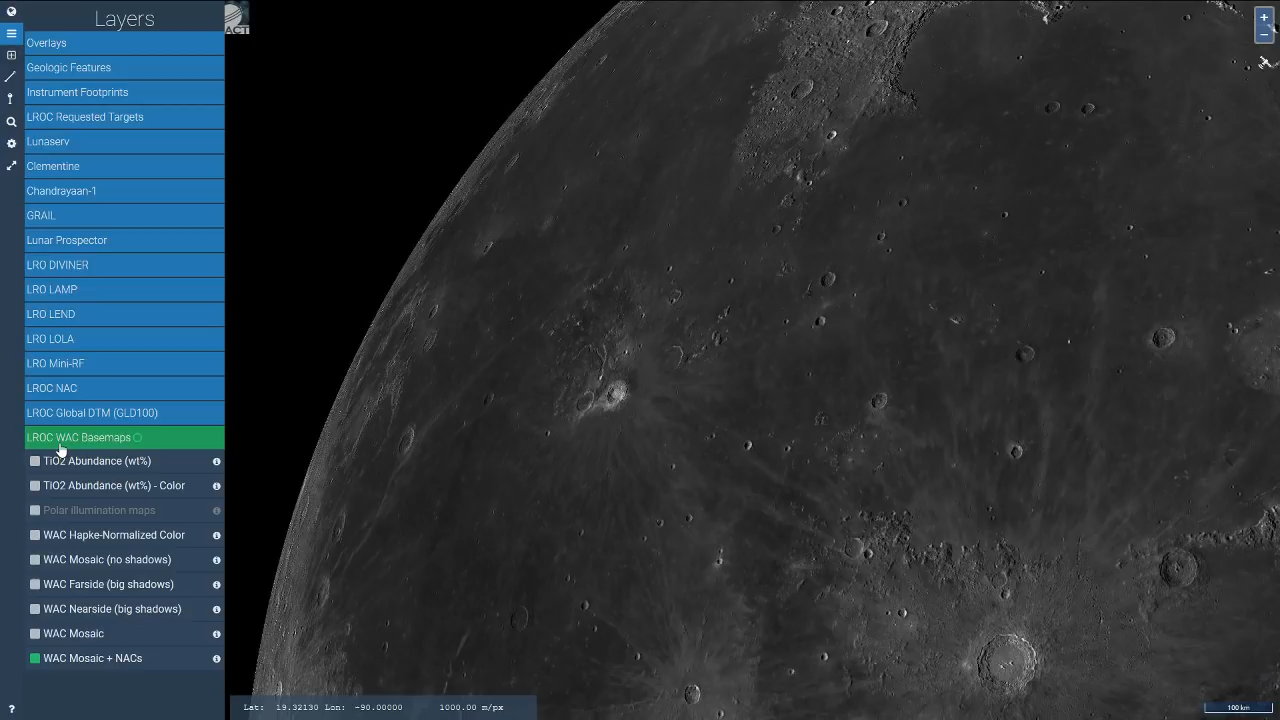 Layers
ACT
Overlays
Geologic Features
Instrument Footprints
LROC Requested Targets
Lunaserv
Clementine
Chandrayaan-1
GRAIL
Lunar Prospector
LRO DIVINER
LRO LAMP
LRO LEND
LRO LOLA
LRO Mini-RF
LROC NAC
LROC Global DTM (GLD100)
LROC WAC Basemaps
TiO2 Abundance (wt%)
TiO2 Abundance (wt%) - Color
Polar illumination maps
WAC Hapke-Normalized Color
WAC Mosaic (no shadows)
WAC Farside (big shadows)
WAC Nearside (big shadows)
WAC Mosaic
WAC Mosaic + NACs
Lat: 19.32130 Lon: -90.00000 1000.00 m/px
100 km